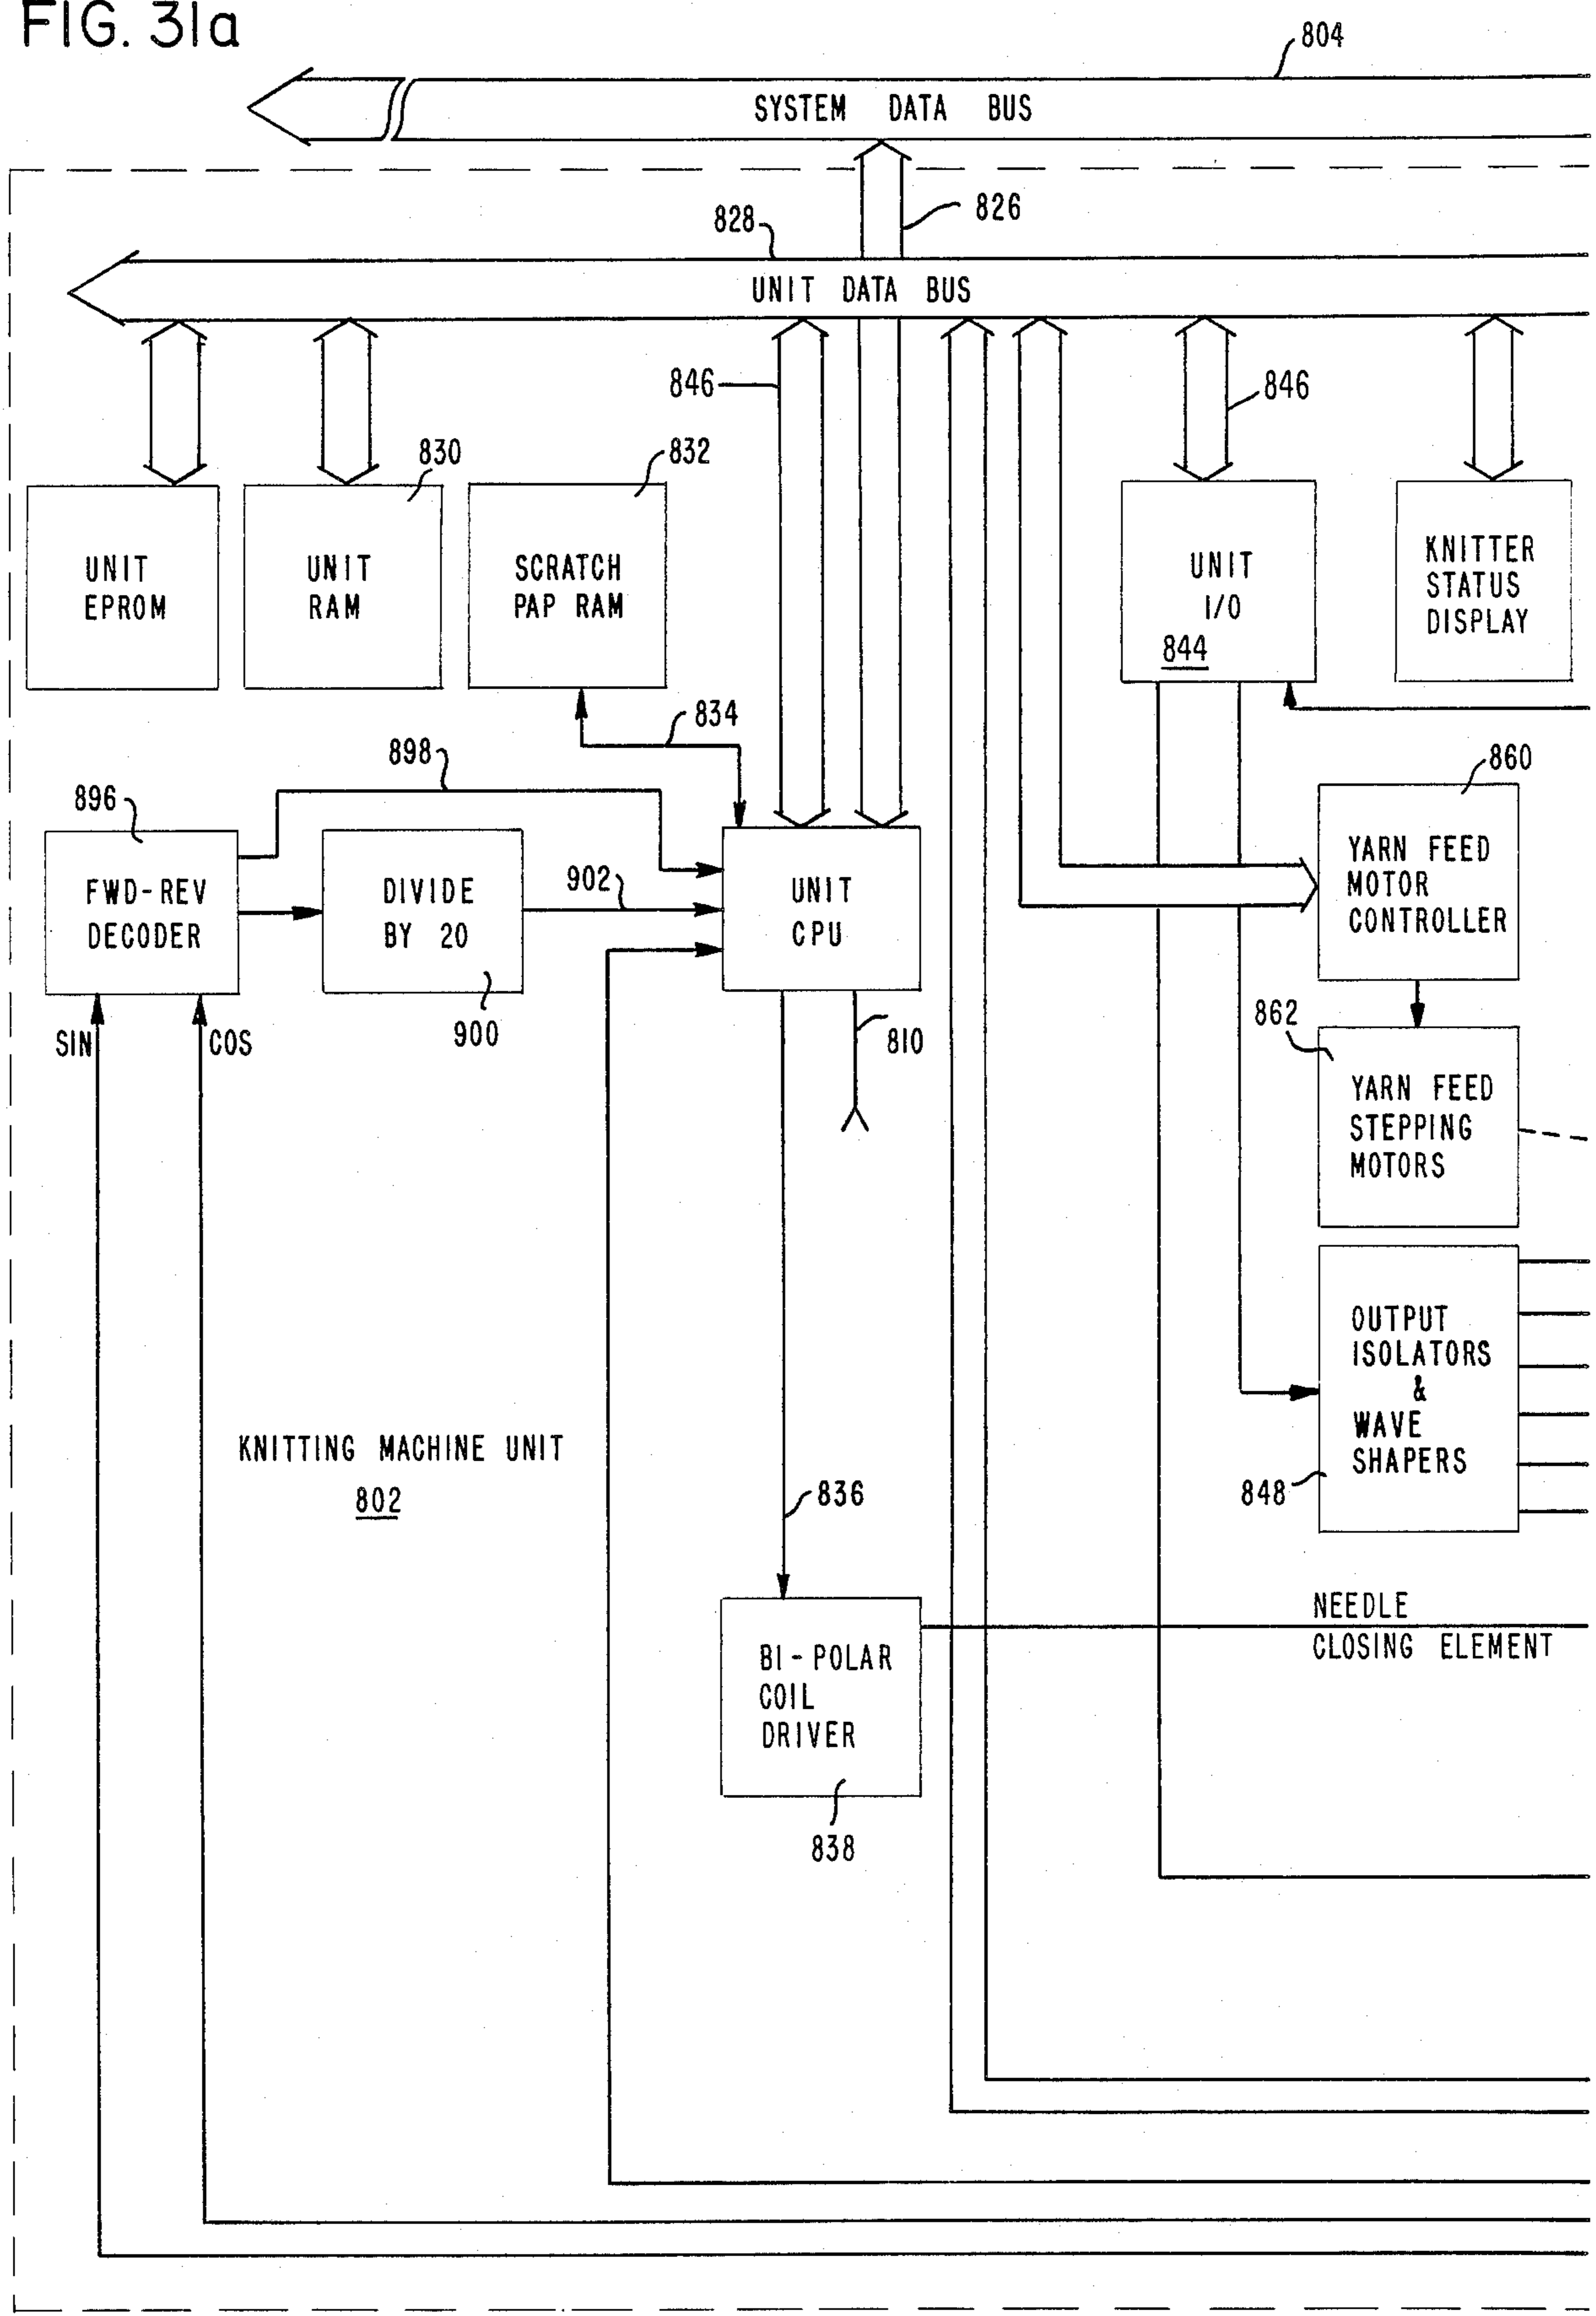 FIG. 31a
804
SYSTEM DATA BUS
826
828
UNIT DATA BUS
846
846
830
832
UNIT
EPROM
UNIT
RAM
SCRATCH
PAP RAM
UNIT
I/O
844
KNITTER
STATUS
DISPLAY
834
898
896
860
FWD-REV
DECODER
DIVIDE
BY 20
900
902
UNIT
CPU
YARN FEED
MOTOR
CONTROLLER
SIN
COS
810
862
YARN FEED
STEPPING
MOTORS
OUTPUT
ISOLATORS
&
WAVE
SHAPERS
848
KNITTING MACHINE UNIT
802
836
NEEDLE
CLOSING ELEMENT
BI-POLAR
COIL
DRIVER
838